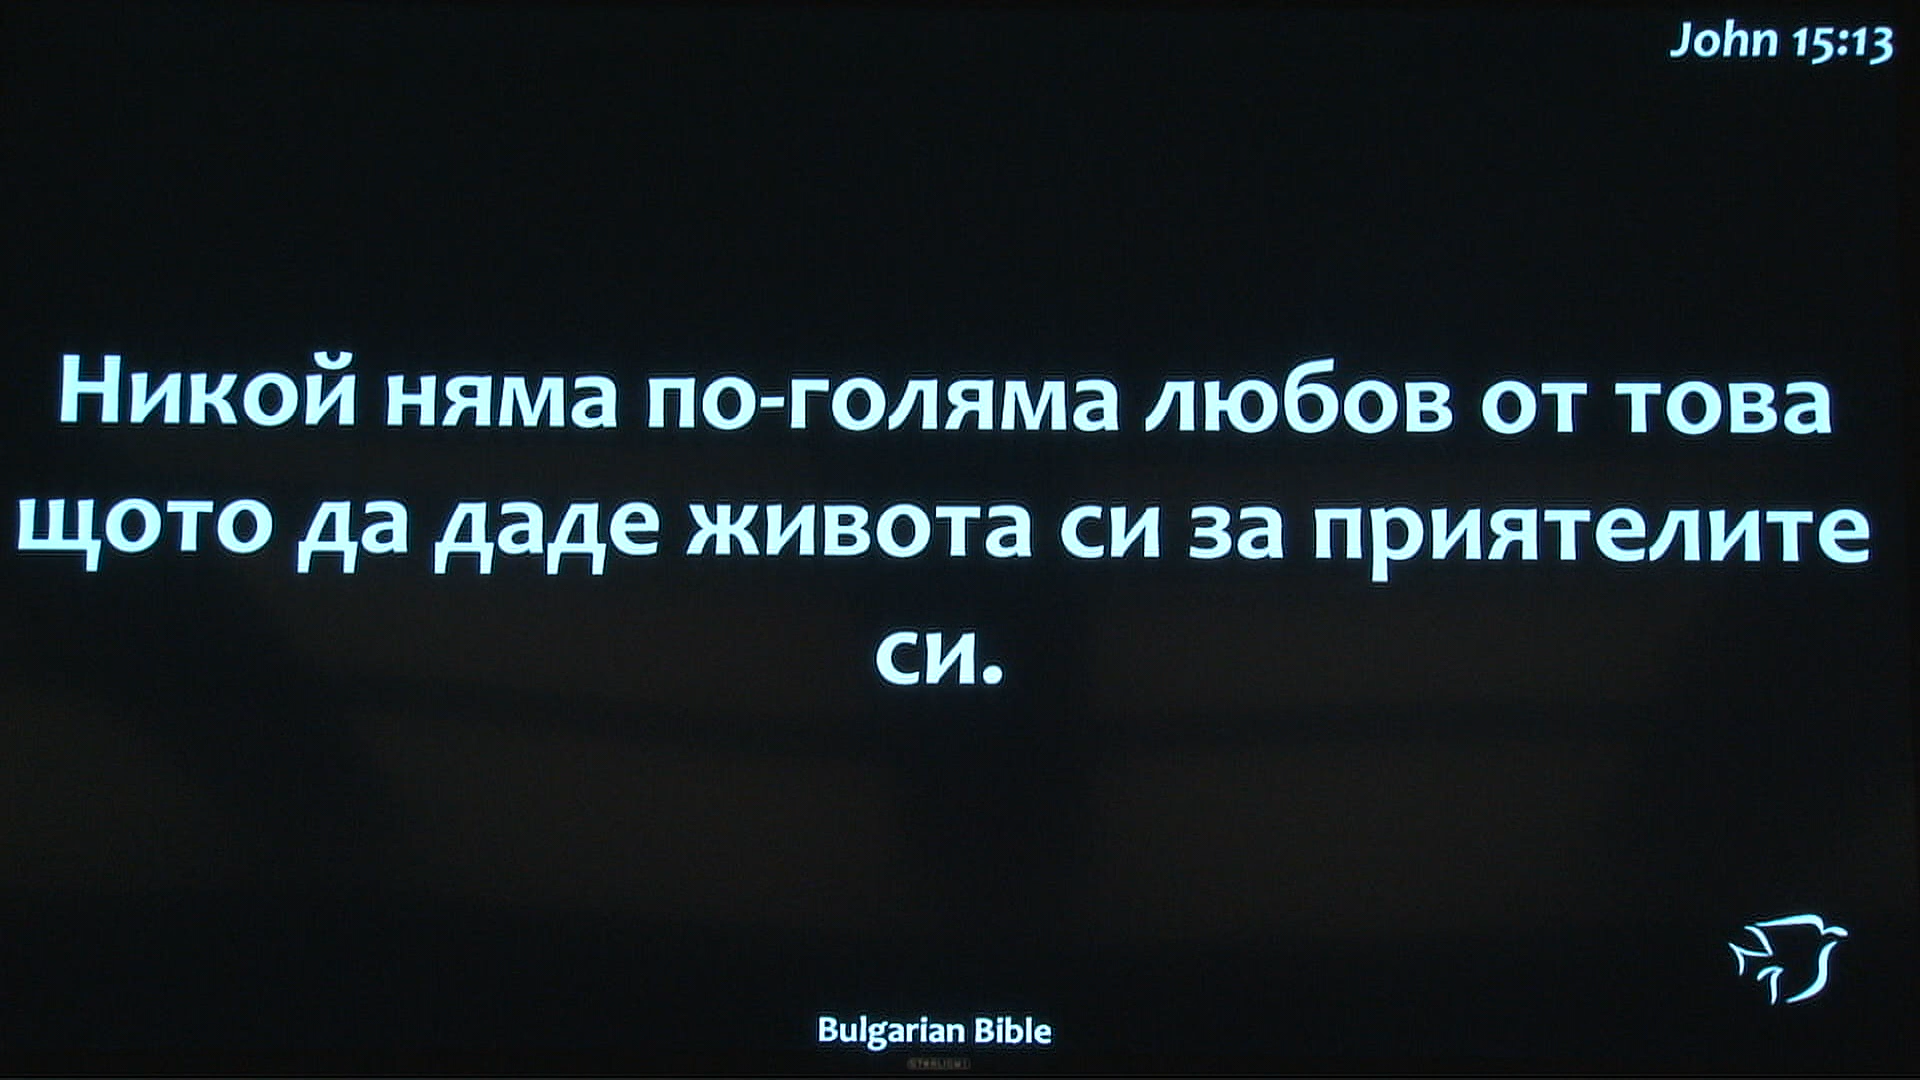 John 15:13
Никой няма по-голяма любов от това
щото да даде живота си за приятелите
си.
Bulgarian Bible
STARLIGHT